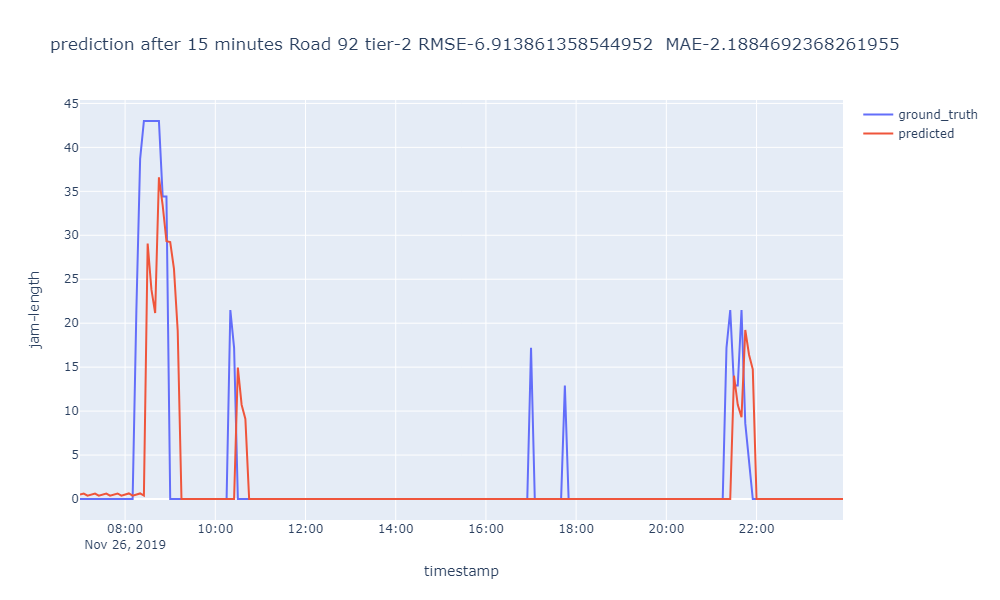 prediction after 15 minutes Road 92 tier-2 RMSE-6.913861358544952  MAE-2.1884692368261955
ground_truth
predicted
jam-length
45
40
35
30
25
20
15
10
5
0
08:00 10:00 12:00 14:00 16:00 18:00 20:00 22:00
Nov 26, 2019
timestamp